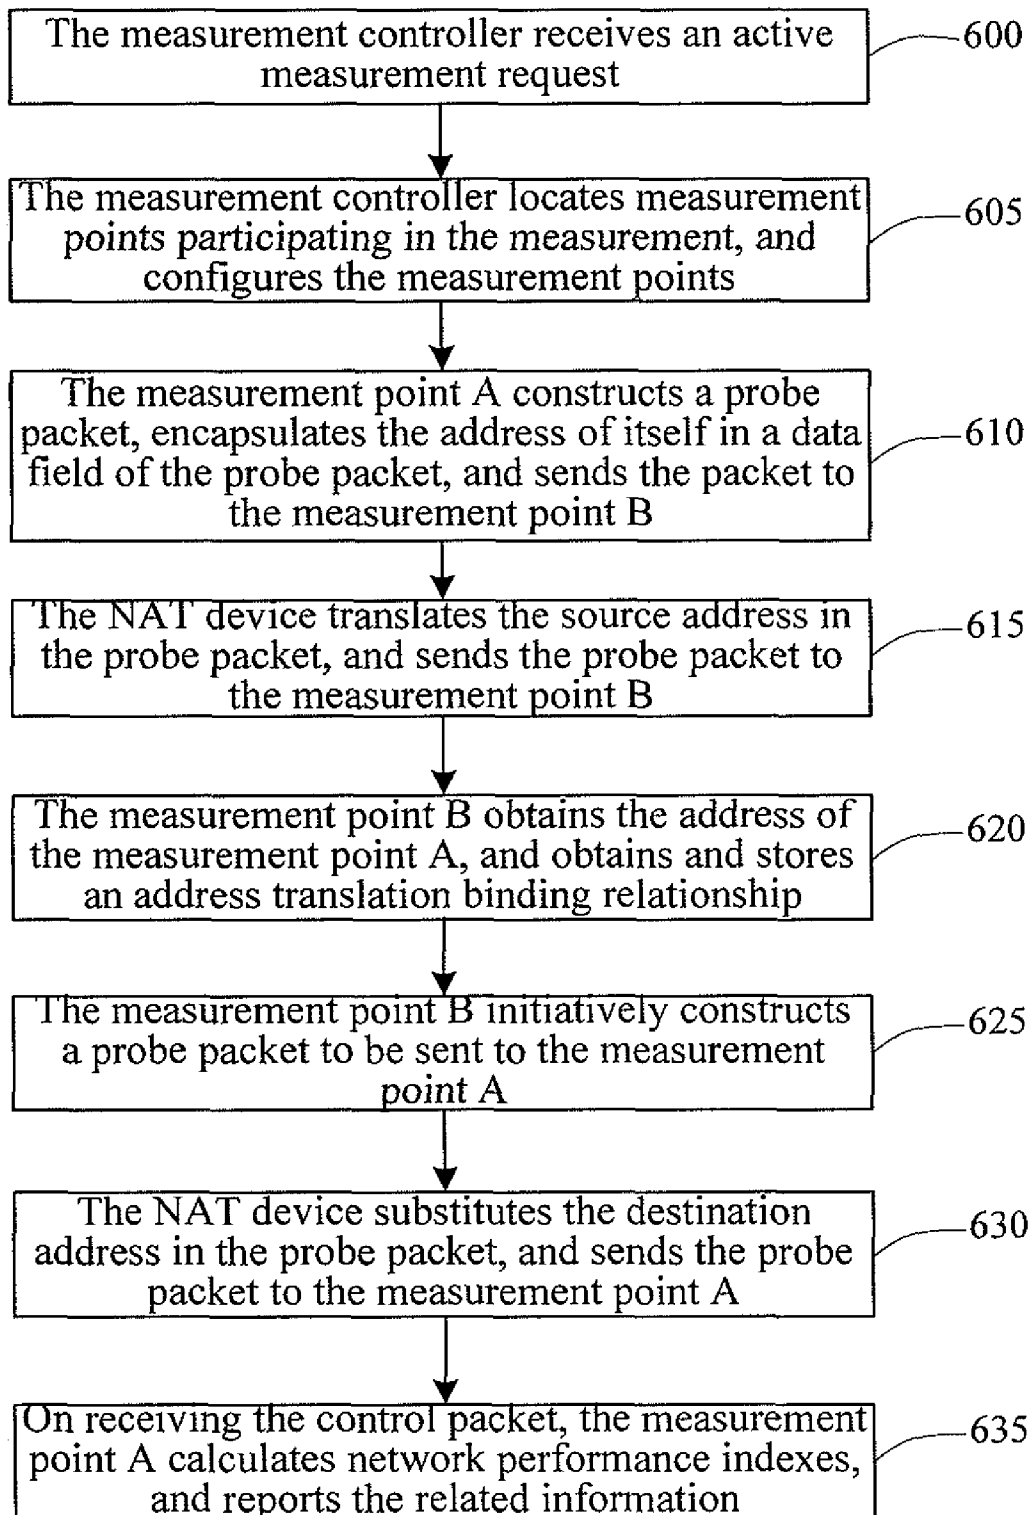 The measurement controller receives an active
measurement request
600
The measurement controller locates measurement
points participating in the measurement, and
configures the measurement points
605
The measurement point A constructs a probe
packet, encapsulates the address of itself in a data
field of the probe packet, and sends the packet to
the measurement point B
610
The NAT device translates the source address in
the probe packet, and sends the probe packet to
the measurement point B
615
The measurement point B obtains the address of
the measurement point A, and obtains and stores
an address translation binding relationship
620
The measurement point B initiatively constructs
a probe packet to be sent to the measurement
point A
625
The NAT device substitutes the destination
address in the probe packet, and sends the probe
packet to the measurement point A
630
On receiving the control packet, the measurement
point A calculates network performance indexes,
and reports the related information
635